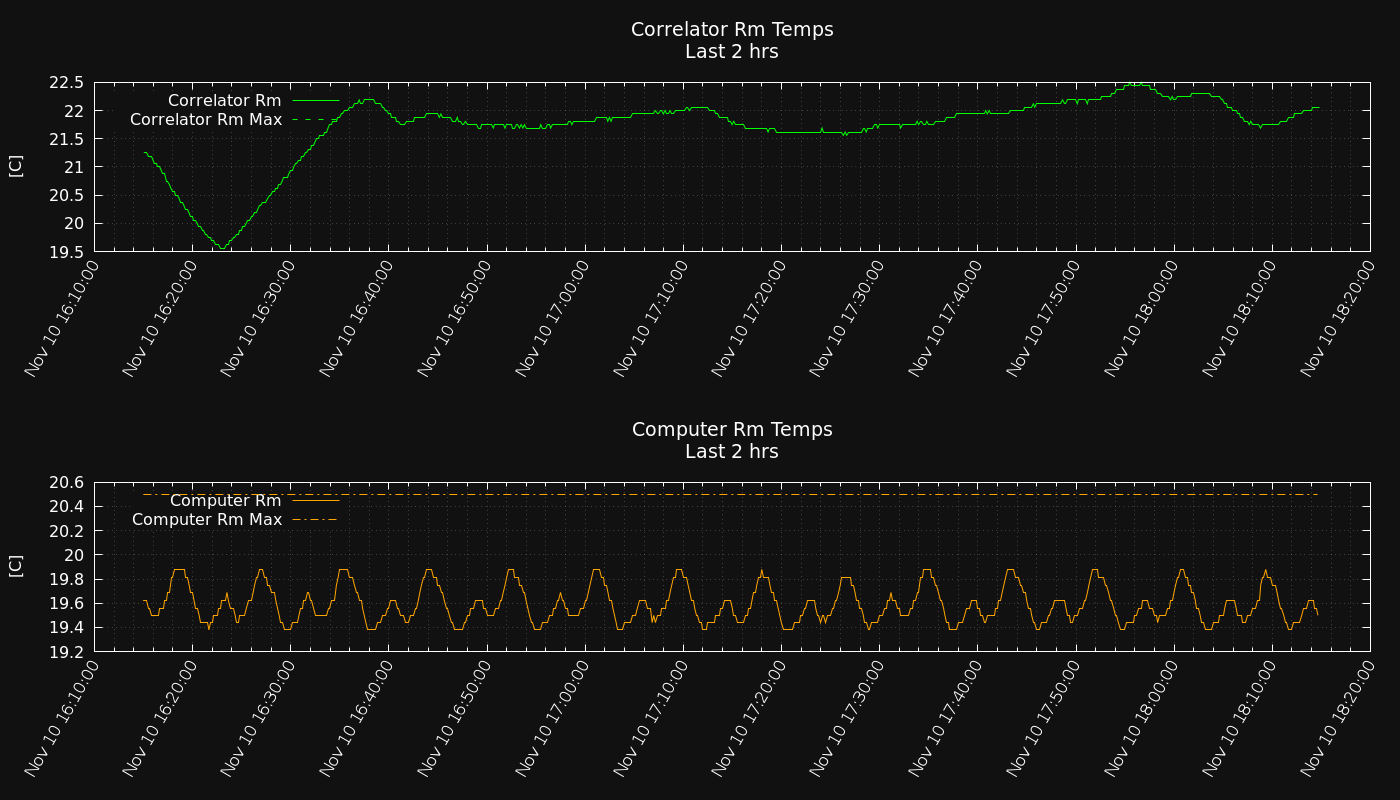 Correlator Rm Temps
Last 2 hrs
[C]
22.5
22
21.5
21
20.5
20
19.5
Correlator Rm
Correlator Rm Max
Nov 10 16:10:00
Nov 10 16:20:00
Nov 10 16:30:00
Nov 10 16:40:00
Nov 10 16:50:00
Nov 10 17:00:00
Nov 10 17:10:00
Nov 10 17:20:00
Nov 10 17:30:00
Nov 10 17:40:00
Nov 10 17:50:00
Nov 10 18:00:00
Nov 10 18:10:00
Nov 10 18:20:00
Computer Rm Temps
Last 2 hrs
[C]
20.6
20.4
20.2
20
19.8
19.6
19.4
19.2
Computer Rm
Computer Rm Max
Nov 10 16:10:00
Nov 10 16:20:00
Nov 10 16:30:00
Nov 10 16:40:00
Nov 10 16:50:00
Nov 10 17:00:00
Nov 10 17:10:00
Nov 10 17:20:00
Nov 10 17:30:00
Nov 10 17:40:00
Nov 10 17:50:00
Nov 10 18:00:00
Nov 10 18:10:00
Nov 10 18:20:00